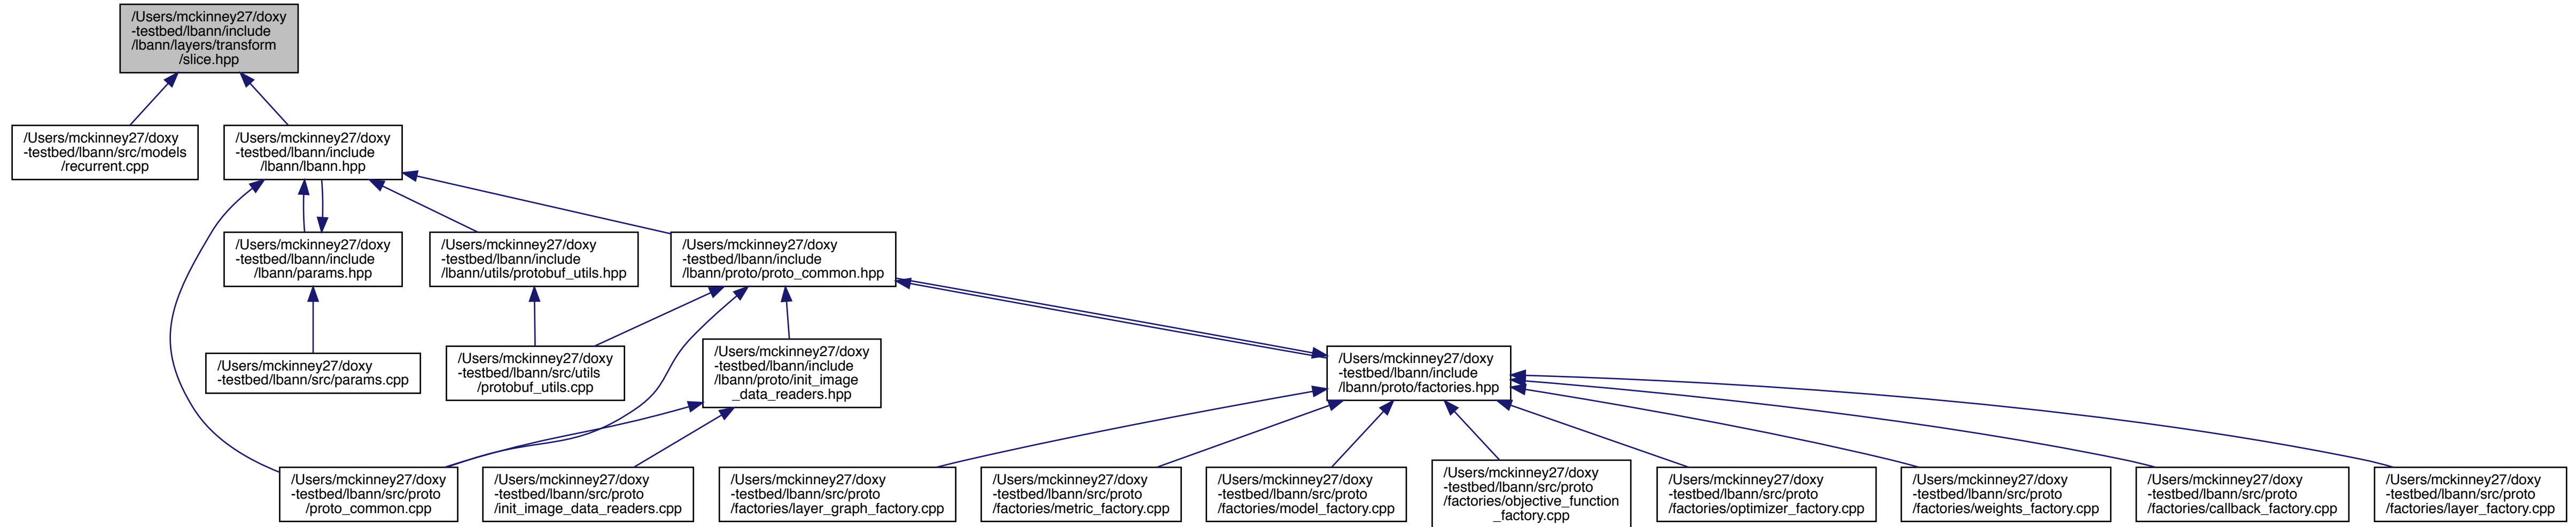 /Users/mckinney27/doxy
-testbed/lbann/include
/lbann/layers/transform
/slice.hpp
/Users/mckinney27/doxy
-testbed/lbann/src/models
/recurrent.cpp
/Users/mckinney27/doxy
-testbed/lbann/include
/lbann/lbann.hpp
/Users/mckinney27/doxy
-testbed/lbann/include
/lbann/params.hpp
/Users/mckinney27/doxy
-testbed/lbann/include
/lbann/utils/protobuf_utils.hpp
/Users/mckinney27/doxy
-testbed/lbann/include
/lbann/proto/proto_common.hpp
/Users/mckinney27/doxy
-testbed/lbann/src/params.cpp
/Users/mckinney27/doxy
-testbed/lbann/src/utils
/protobuf_utils.cpp
/Users/mckinney27/doxy
-testbed/lbann/include
/lbann/proto/init_image
_data_readers.hpp
/Users/mckinney27/doxy
-testbed/lbann/include
/lbann/proto/factories.hpp
/Users/mckinney27/doxy
-testbed/lbann/src/proto
/proto_common.cpp
/Users/mckinney27/doxy
-testbed/lbann/src/proto
/init_image_data_readers.cpp
/Users/mckinney27/doxy
-testbed/lbann/src/proto
/factories/layer_graph_factory.cpp
/Users/mckinney27/doxy
-testbed/lbann/src/proto
/factories/metric_factory.cpp
/Users/mckinney27/doxy
-testbed/lbann/src/proto
/factories/model_factory.cpp
/Users/mckinney27/doxy
-testbed/lbann/src/proto
/factories/objective_function
_factory.cpp
/Users/mckinney27/doxy
-testbed/lbann/src/proto
/factories/optimizer_factory.cpp
/Users/mckinney27/doxy
-testbed/lbann/src/proto
/factories/weights_factory.cpp
/Users/mckinney27/doxy
-testbed/lbann/src/proto
/factories/callback_factory.cpp
/Users/mckinney27/doxy
-testbed/lbann/src/proto
/factories/layer_factory.cpp